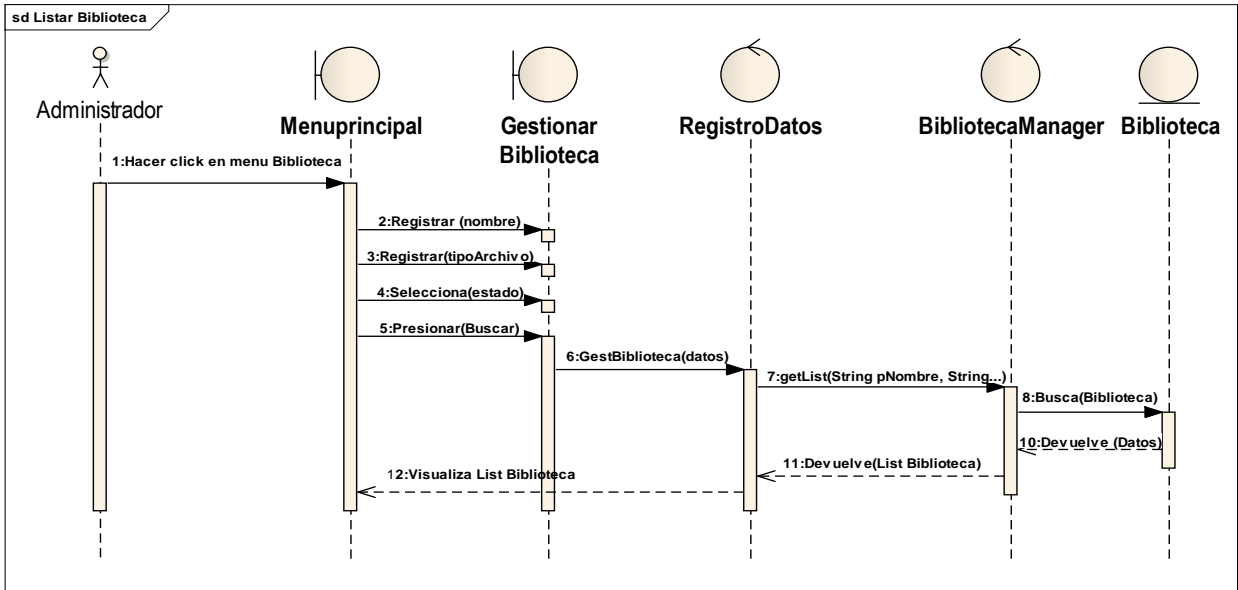 sd Listar Biblioteca
Administrador
Menuprincipal
Gestionar
Biblioteca
RegistroDatos
BibliotecaManager
Biblioteca
1:Hacer click en menu Biblioteca
2:Registrar (nombre)
3:Registrar(tipoArchivo)
4:Selecciona(estado)
5:Presionar(Buscar)
6:GestBiblioteca(datos)
7:getList(String pNombre, String...)
8:Busca(Biblioteca)
10:Devuelve (Datos)
11:Devuelve(List Biblioteca)
12:Visualiza List Biblioteca